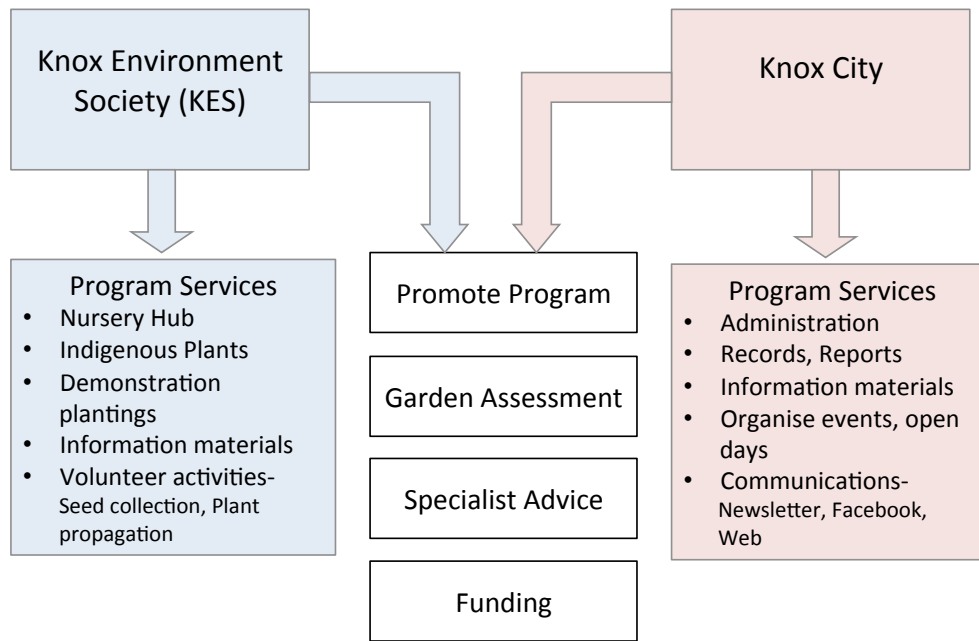 Knox Environment
Society (KES)
Knox City
Program Services
• Nursery Hub
• Indigenous Plants
• Demonstration
plantings
• Information materials
• Volunteer activities-
Seed collection, Plant
propagation
Promote Program
Garden Assessment
Specialist Advice
Funding
Program Services
• Administration
• Records, Reports
• Information materials
• Organise events, open
days
• Communications-
Newsletter, Facebook,
Web